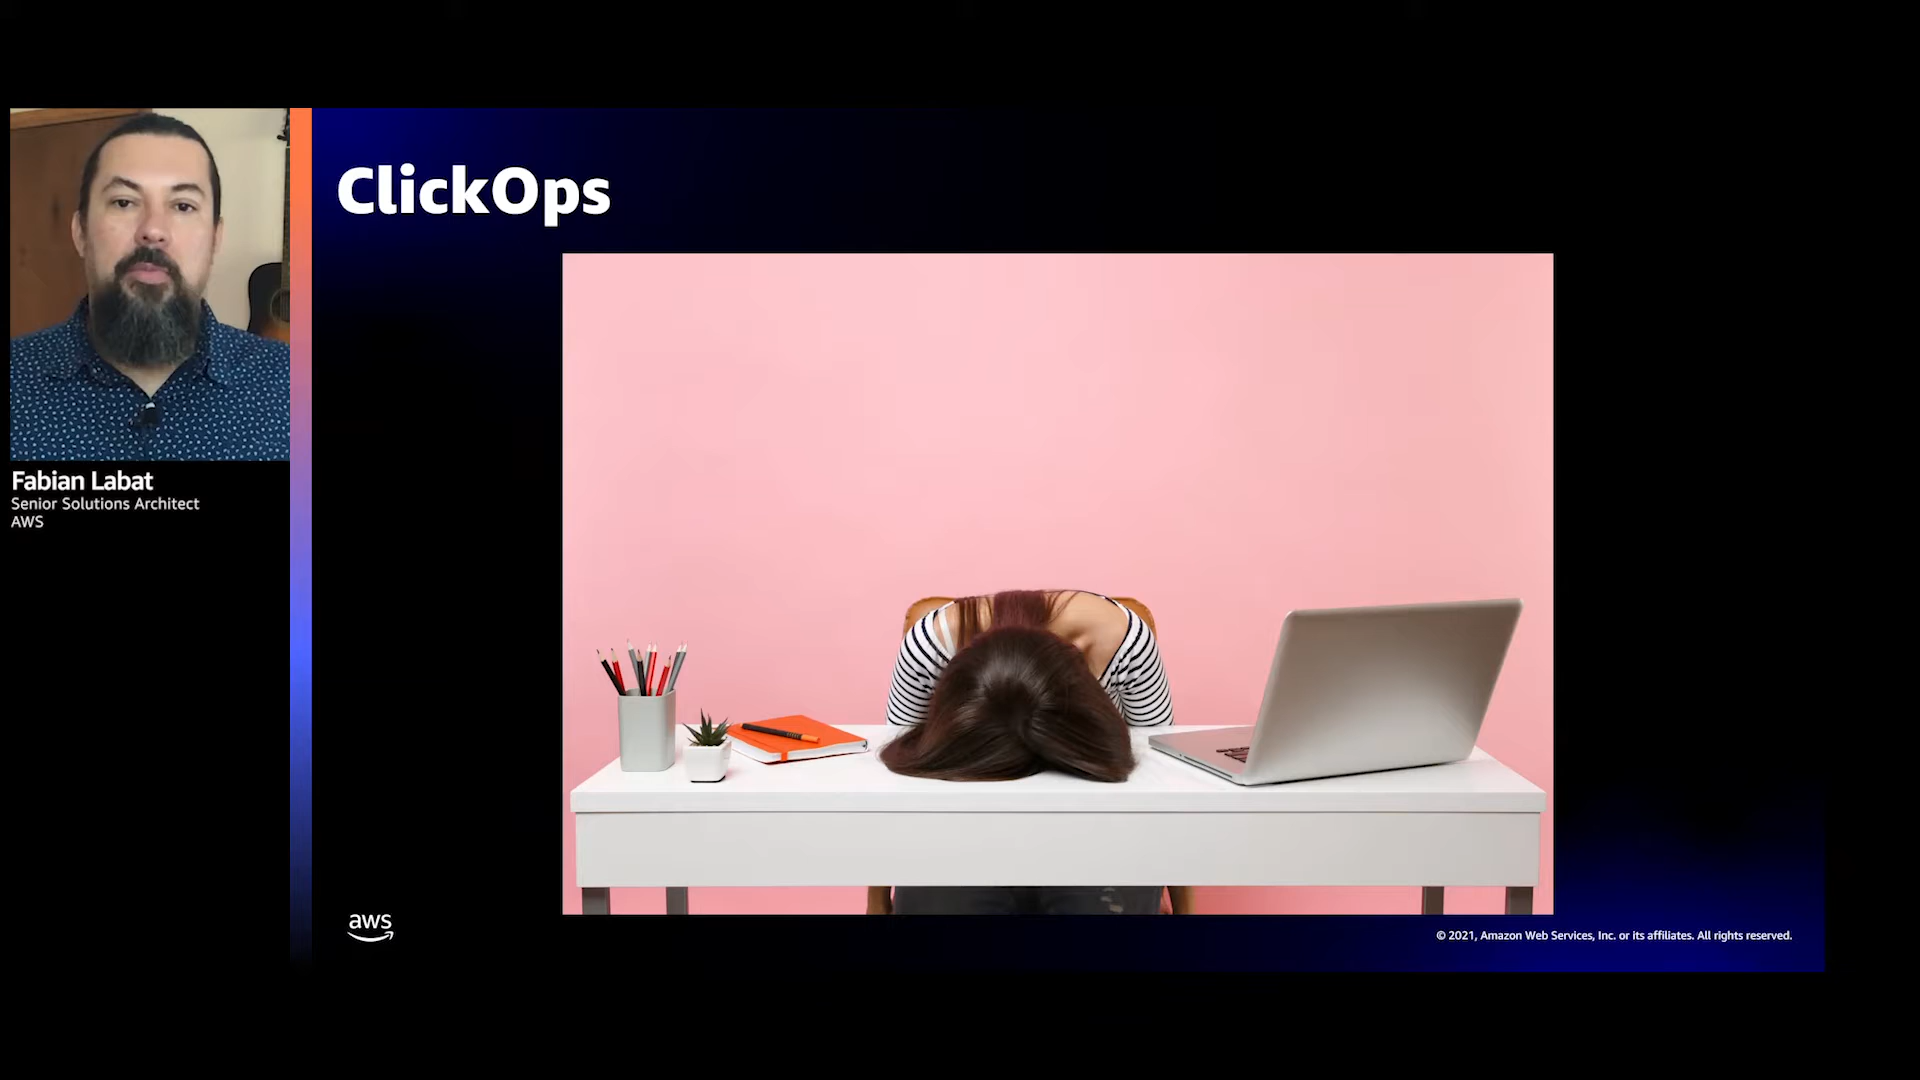 ClickOps
Fabian Labat
Senior Solutions Architect
AWS
aws
© 2021, Amazon Web Services, Inc. or its affiliates. All rights reserved.